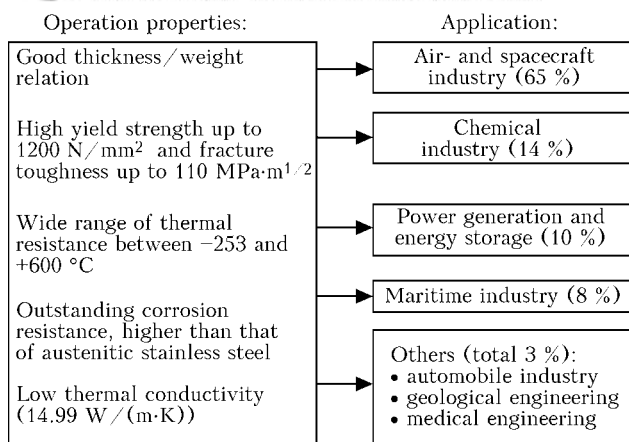 Operation properties:
Good thickness/weight
relation
High yield strength up to
1200 N/mm² and fracture
toughness up to 110 MPa·m¹/²
Wide range of thermal
resistance between −253 and
+600 °C
Outstanding corrosion
resistance, higher than that
of austenitic stainless steel
Low thermal conductivity
(14.99 W/(m·K))
Application:
Air- and spacecraft
industry (65 %)
Chemical
industry (14 %)
Power generation and
energy storage (10 %)
Maritime industry (8 %)
Others (total 3 %):
• automobile industry
• geological engineering
• medical engineering